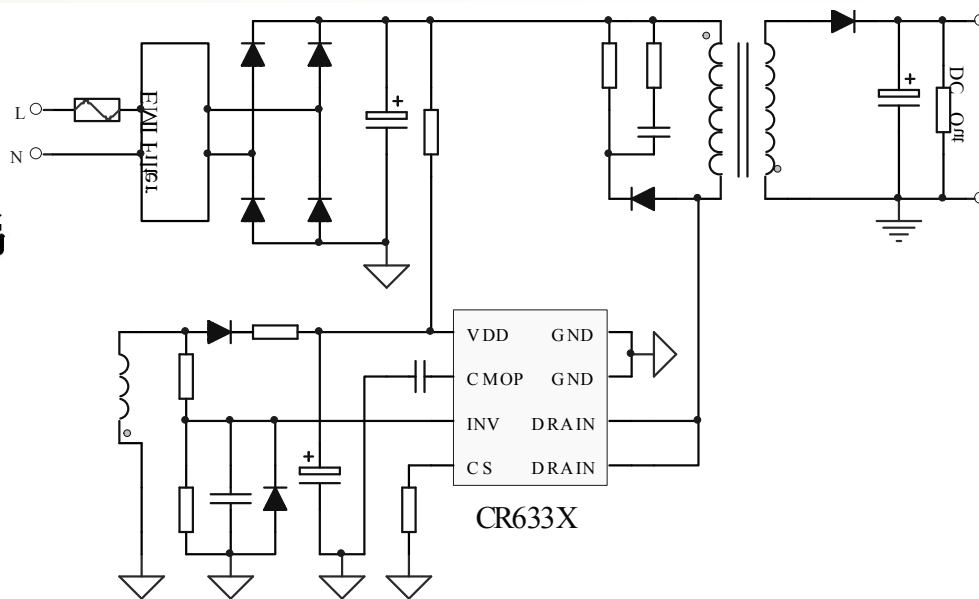 L
N
EMI Filter
+
+
DC Out
VDD
GND
CMOP
GND
INV
DRAIN
CS
DRAIN
+
CR633X